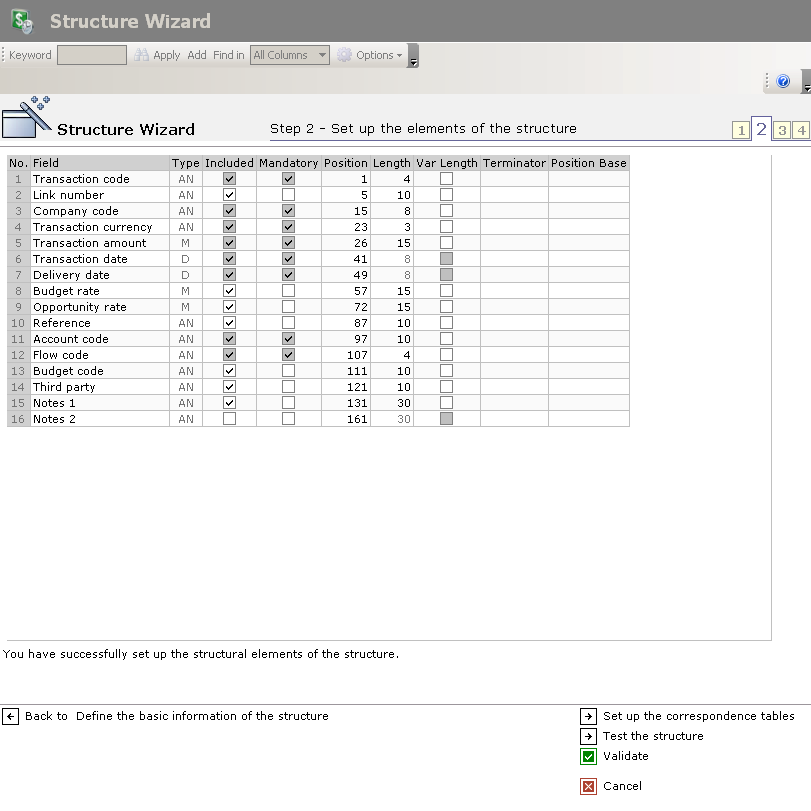 Structure Wizard
Keyword Apply Add Find in All Columns Options
Structure Wizard Step 2 - Set up the elements of the structure 1 2 3 4
No. Field Type Included Mandatory Position Length Var Length Terminator Position Base
1 Transaction code AN 1 4
2 Link number AN 5 10
3 Company code AN 15 8
4 Transaction currency AN 23 3
5 Transaction amount M 26 15
6 Transaction date D 41 8
7 Delivery date D 49 8
8 Budget rate M 57 15
9 Opportunity rate M 72 15
10 Reference AN 87 10
11 Account code AN 97 10
12 Flow code AN 107 4
13 Budget code AN 111 10
14 Third party AN 121 10
15 Notes 1 AN 131 30
16 Notes 2 AN 161 30
You have successfully set up the structural elements of the structure.
Back to Define the basic information of the structure Set up the correspondence tables
Test the structure
Validate
Cancel